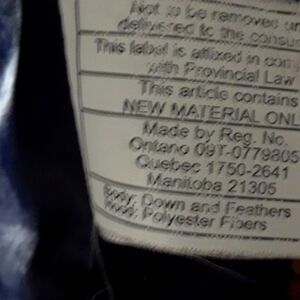 Not to be removed un
delivered to the consu
This label is affixed in com
with Provincial Law
This article contains
NEW MATERIAL ONL
Made by Reg. No.
Ontario 09T-0779805
Quebec 1750-2641
Manitoba 21305
Body: Down and Feathers
Hood: Polyester Fibers